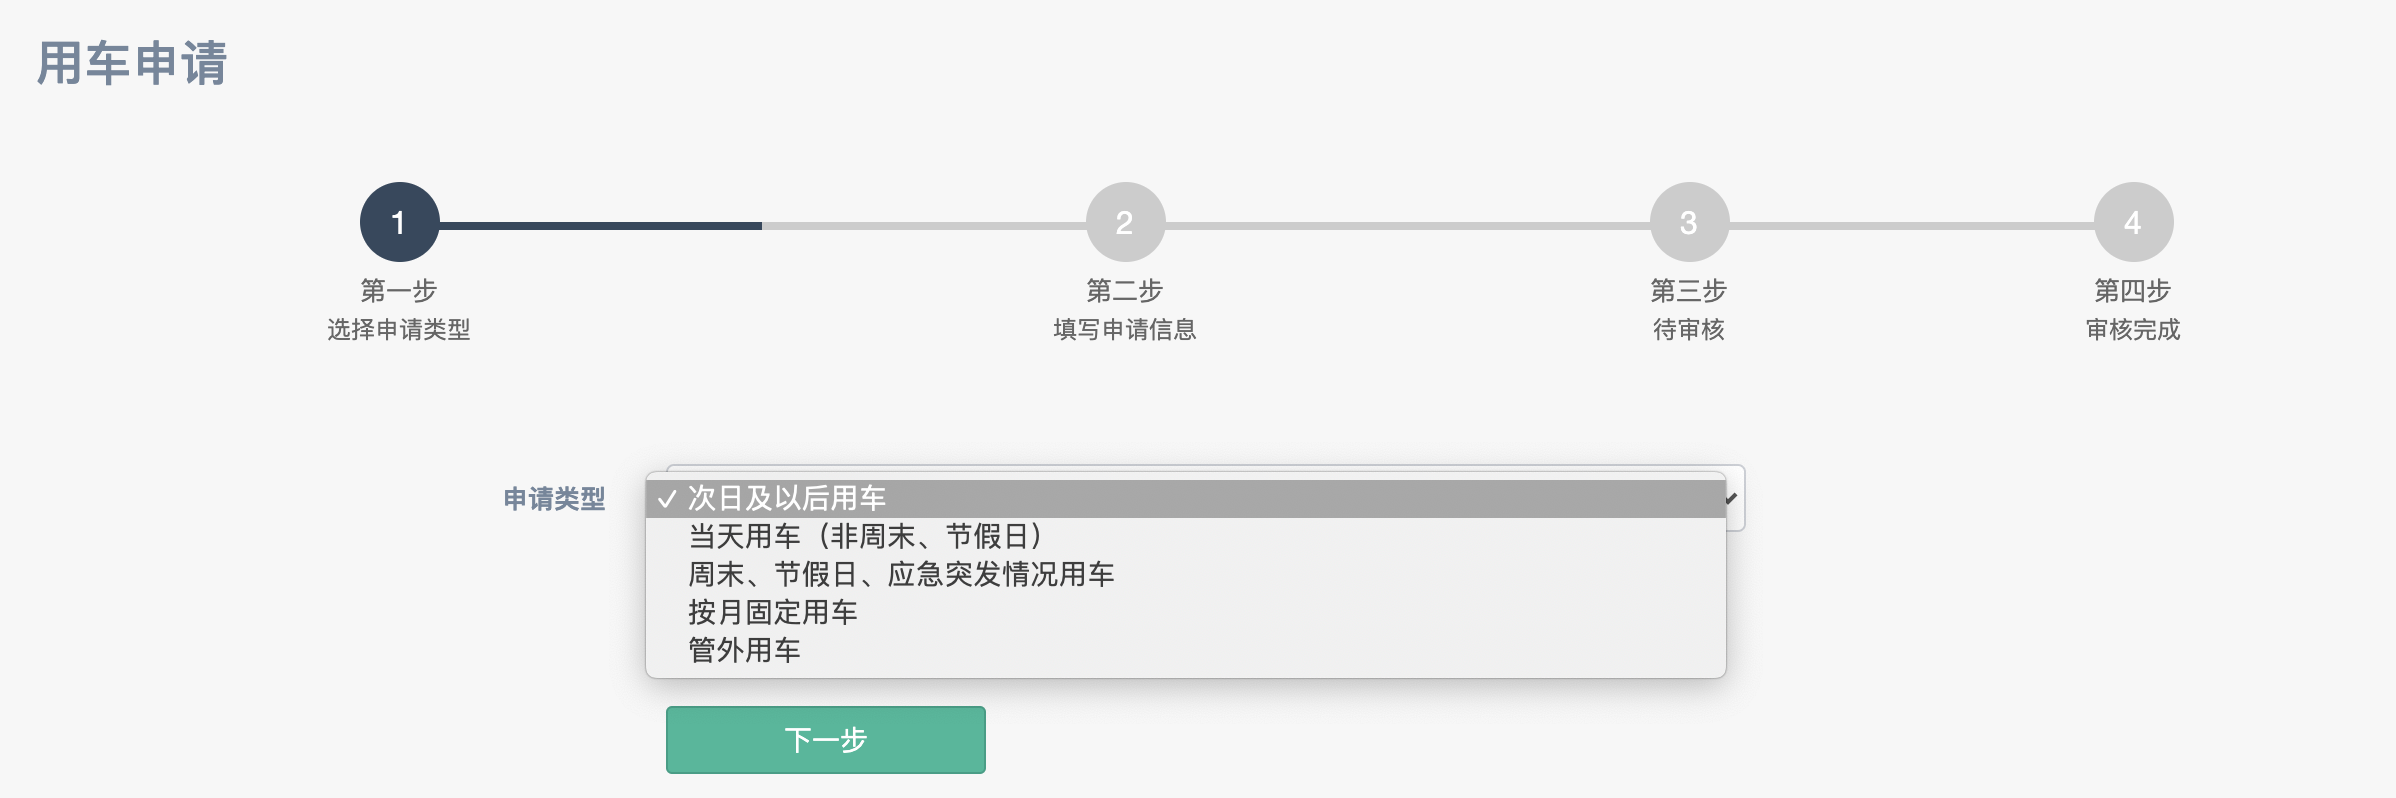 用车申请
1
2
3
4
第一步
第二步
第三步
第四步
选择申请类型
填写申请信息
待审核
审核完成
申请类型
✓ 次日及以后用车
当天用车（非周末、节假日）
周末、节假日、应急突发情况用车
按月固定用车
管外用车
下一步